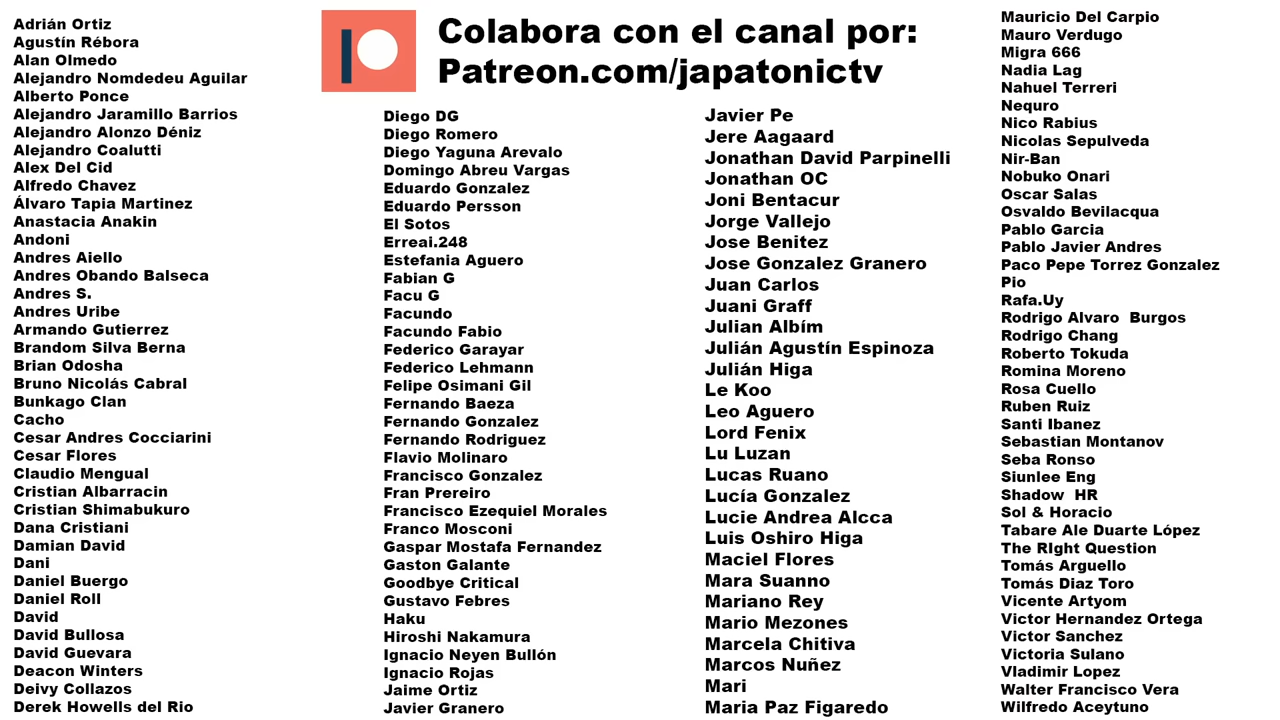 Adrián Ortiz
Agustín Rébora
Alan Olmedo
Alejandro Nomdedeu Aguilar
Alberto Ponce
Alejandro Jaramillo Barrios
Alejandro Alonzo Déniz
Alejandro Coalutti
Alex Del Cid
Alfredo Chavez
Álvaro Tapia Martinez
Anastacia Anakin
Andoni
Andres Aiello
Andres Obando Balseca
Andres S.
Andres Uribe
Armando Gutierrez
Brandom Silva Berna
Brian Odosha
Bruno Nicolás Cabral
Bunkago Clan
Cacho
Cesar Andres Cocciarini
Cesar Flores
Claudio Mengual
Cristian Albarracin
Cristian Shimabukuro
Dana Cristiani
Damian David
Dani
Daniel Buergo
Daniel Roll
David
David Bullosa
David Guevara
Deacon Winters
Deivy Collazos
Derek Howells del Rio
Colabora con el canal por:
Patreon.com/japatonictv
Diego DG
Diego Romero
Diego Yaguna Arevalo
Domingo Abreu Vargas
Eduardo Gonzalez
Eduardo Persson
El Sotos
Erreai.248
Estefania Aguero
Fabian G
Facu G
Facundo
Facundo Fabio
Federico Garayar
Federico Lehmann
Felipe Osimani Gil
Fernando Baeza
Fernando Gonzalez
Fernando Rodriguez
Flavio Molinaro
Francisco Gonzalez
Fran Prereiro
Francisco Ezequiel Morales
Franco Mosconi
Gaspar Mostafa Fernandez
Gaston Galante
Goodbye Critical
Gustavo Febres
Haku
Hiroshi Nakamura
Ignacio Neyen Bullón
Ignacio Rojas
Jaime Ortiz
Javier Granero
Javier Pe
Jere Aagaard
Jonathan David Parpinelli
Jonathan OC
Joni Bentacur
Jorge Vallejo
Jose Benitez
Jose Gonzalez Granero
Juan Carlos
Juani Graff
Julian Albím
Julián Agustín Espinoza
Julián Higa
Le Koo
Leo Aguero
Lord Fenix
Lu Luzan
Lucas Ruano
Lucía Gonzalez
Lucie Andrea Alcca
Luis Oshiro Higa
Maciel Flores
Mara Suanno
Mariano Rey
Mario Mezones
Marcela Chitiva
Marcos Nuñez
Mari
Maria Paz Figaredo
Mauricio Del Carpio
Mauro Verdugo
Migra 666
Nadia Lag
Nahuel Terreri
Nequro
Nico Rabius
Nicolas Sepulveda
Nir-Ban
Nobuko Onari
Oscar Salas
Osvaldo Bevilacqua
Pablo Garcia
Pablo Javier Andres
Paco Pepe Torrez Gonzalez
Pio
Rafa.Uy
Rodrigo Alvaro  Burgos
Rodrigo Chang
Roberto Tokuda
Romina Moreno
Rosa Cuello
Ruben Ruiz
Santi Ibanez
Sebastian Montanov
Seba Ronso
Siunlee Eng
Shadow  HR
Sol & Horacio
Tabare Ale Duarte López
The RIght Question
Tomás Arguello
Tomás Diaz Toro
Vicente Artyom
Victor Hernandez Ortega
Victor Sanchez
Victoria Sulano
Vladimir Lopez
Walter Francisco Vera
Wilfredo Aceytuno